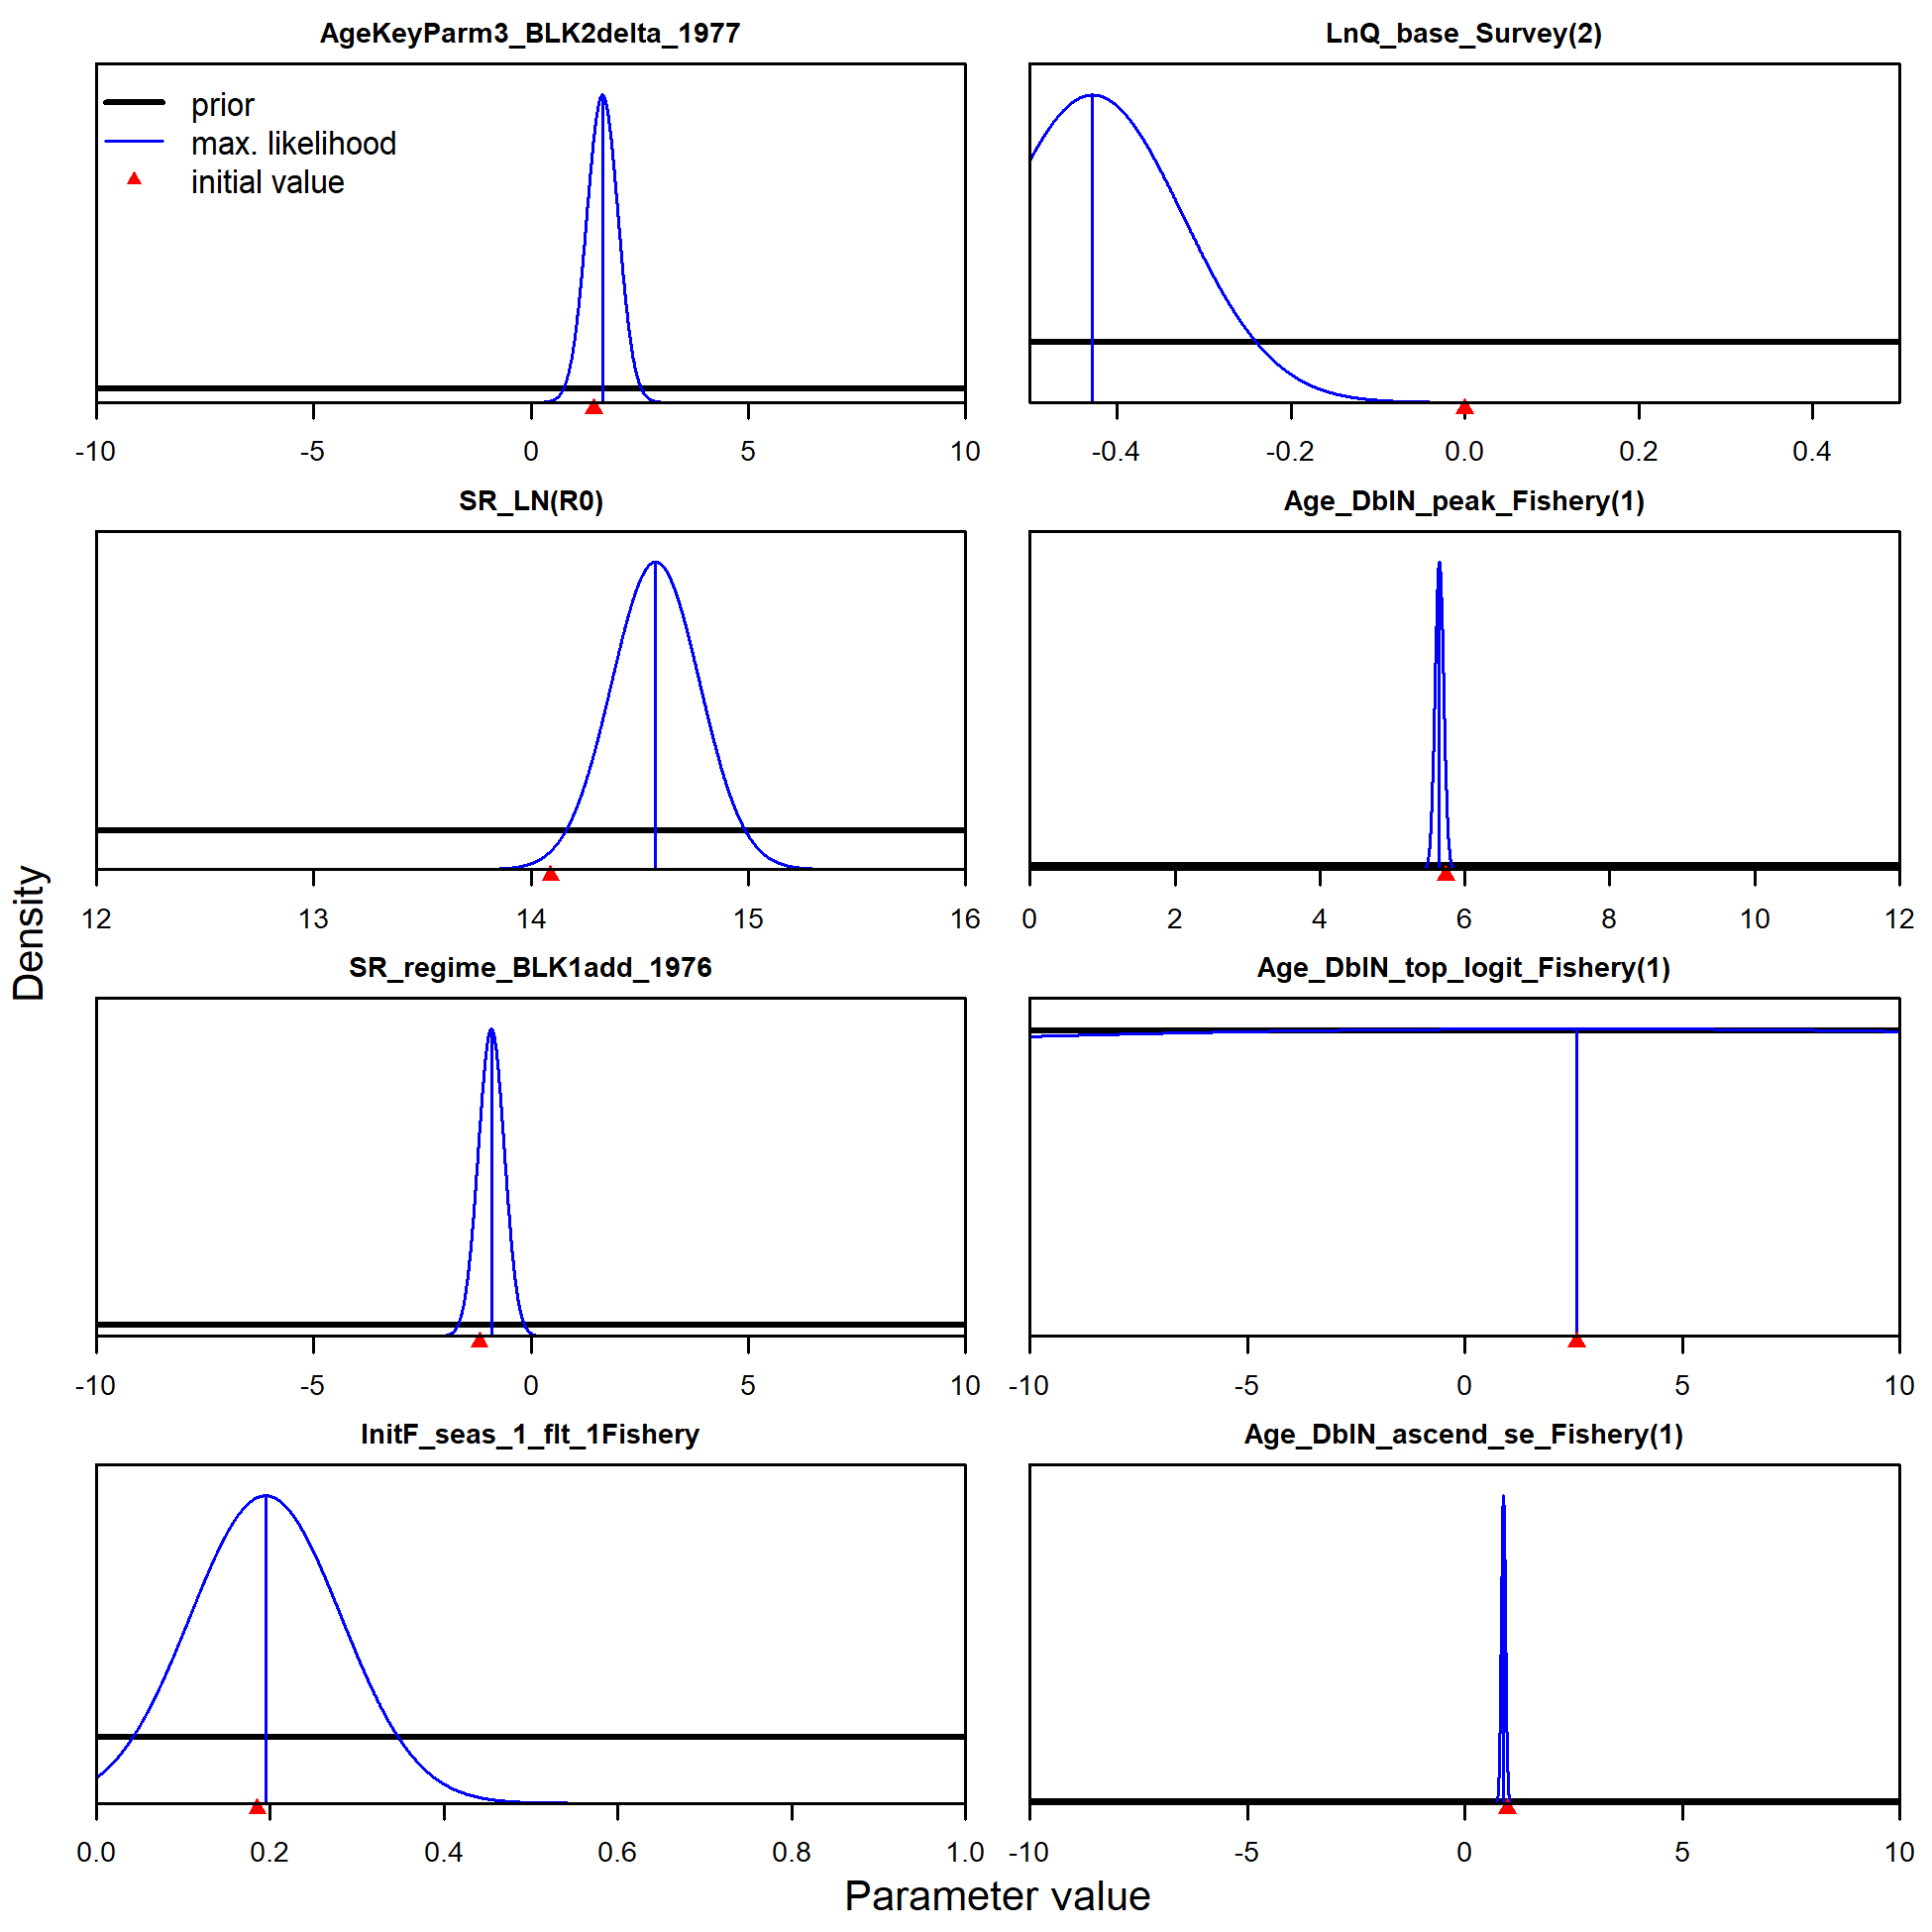 AgeKeyParm3_BLK2delta_1977
prior
max. likelihood
initial value
-10 -5 0 5 10
LnQ_base_Survey(2)
-0.4 -0.2 0.0 0.2 0.4
SR_LN(R0)
12 13 14 15 16
Age_DblN_peak_Fishery(1)
0 2 4 6 8 10 12
SR_regime_BLK1add_1976
-10 -5 0 5 10
Age_DblN_top_logit_Fishery(1)
-10 -5 0 5 10
InitF_seas_1_flt_1Fishery
0.0 0.2 0.4 0.6 0.8 1.0
Age_DblN_ascend_se_Fishery(1)
-10 -5 0 5 10
Density
Parameter value